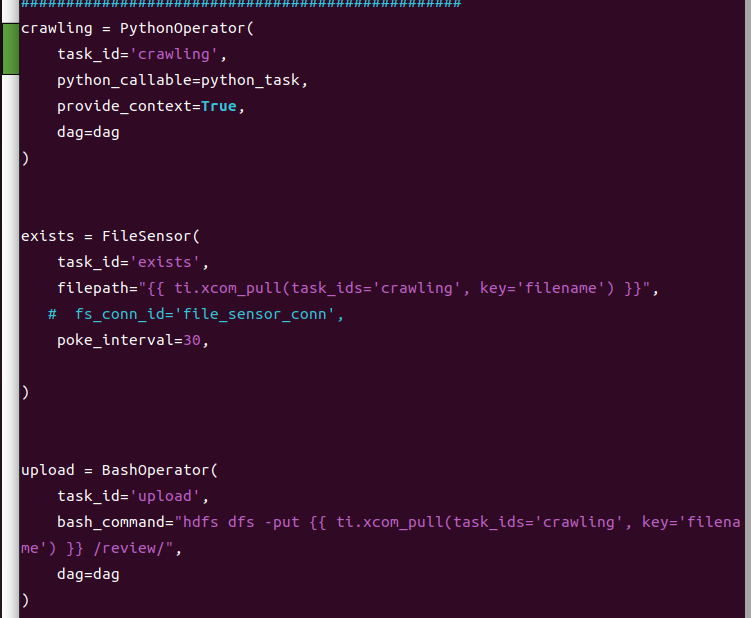 #################################################
crawling = PythonOperator(
    task_id='crawling',
    python_callable=python_task,
    provide_context=True,
    dag=dag
)
exists = FileSensor(
    task_id='exists',
    filepath="{{ ti.xcom_pull(task_ids='crawling', key='filename') }}",
   #  fs_conn_id='file_sensor_conn',
    poke_interval=30,
)
upload = BashOperator(
    task_id='upload',
    bash_command="hdfs dfs -put {{ ti.xcom_pull(task_ids='crawling', key='filena
me') }} /review/",
    dag=dag
)